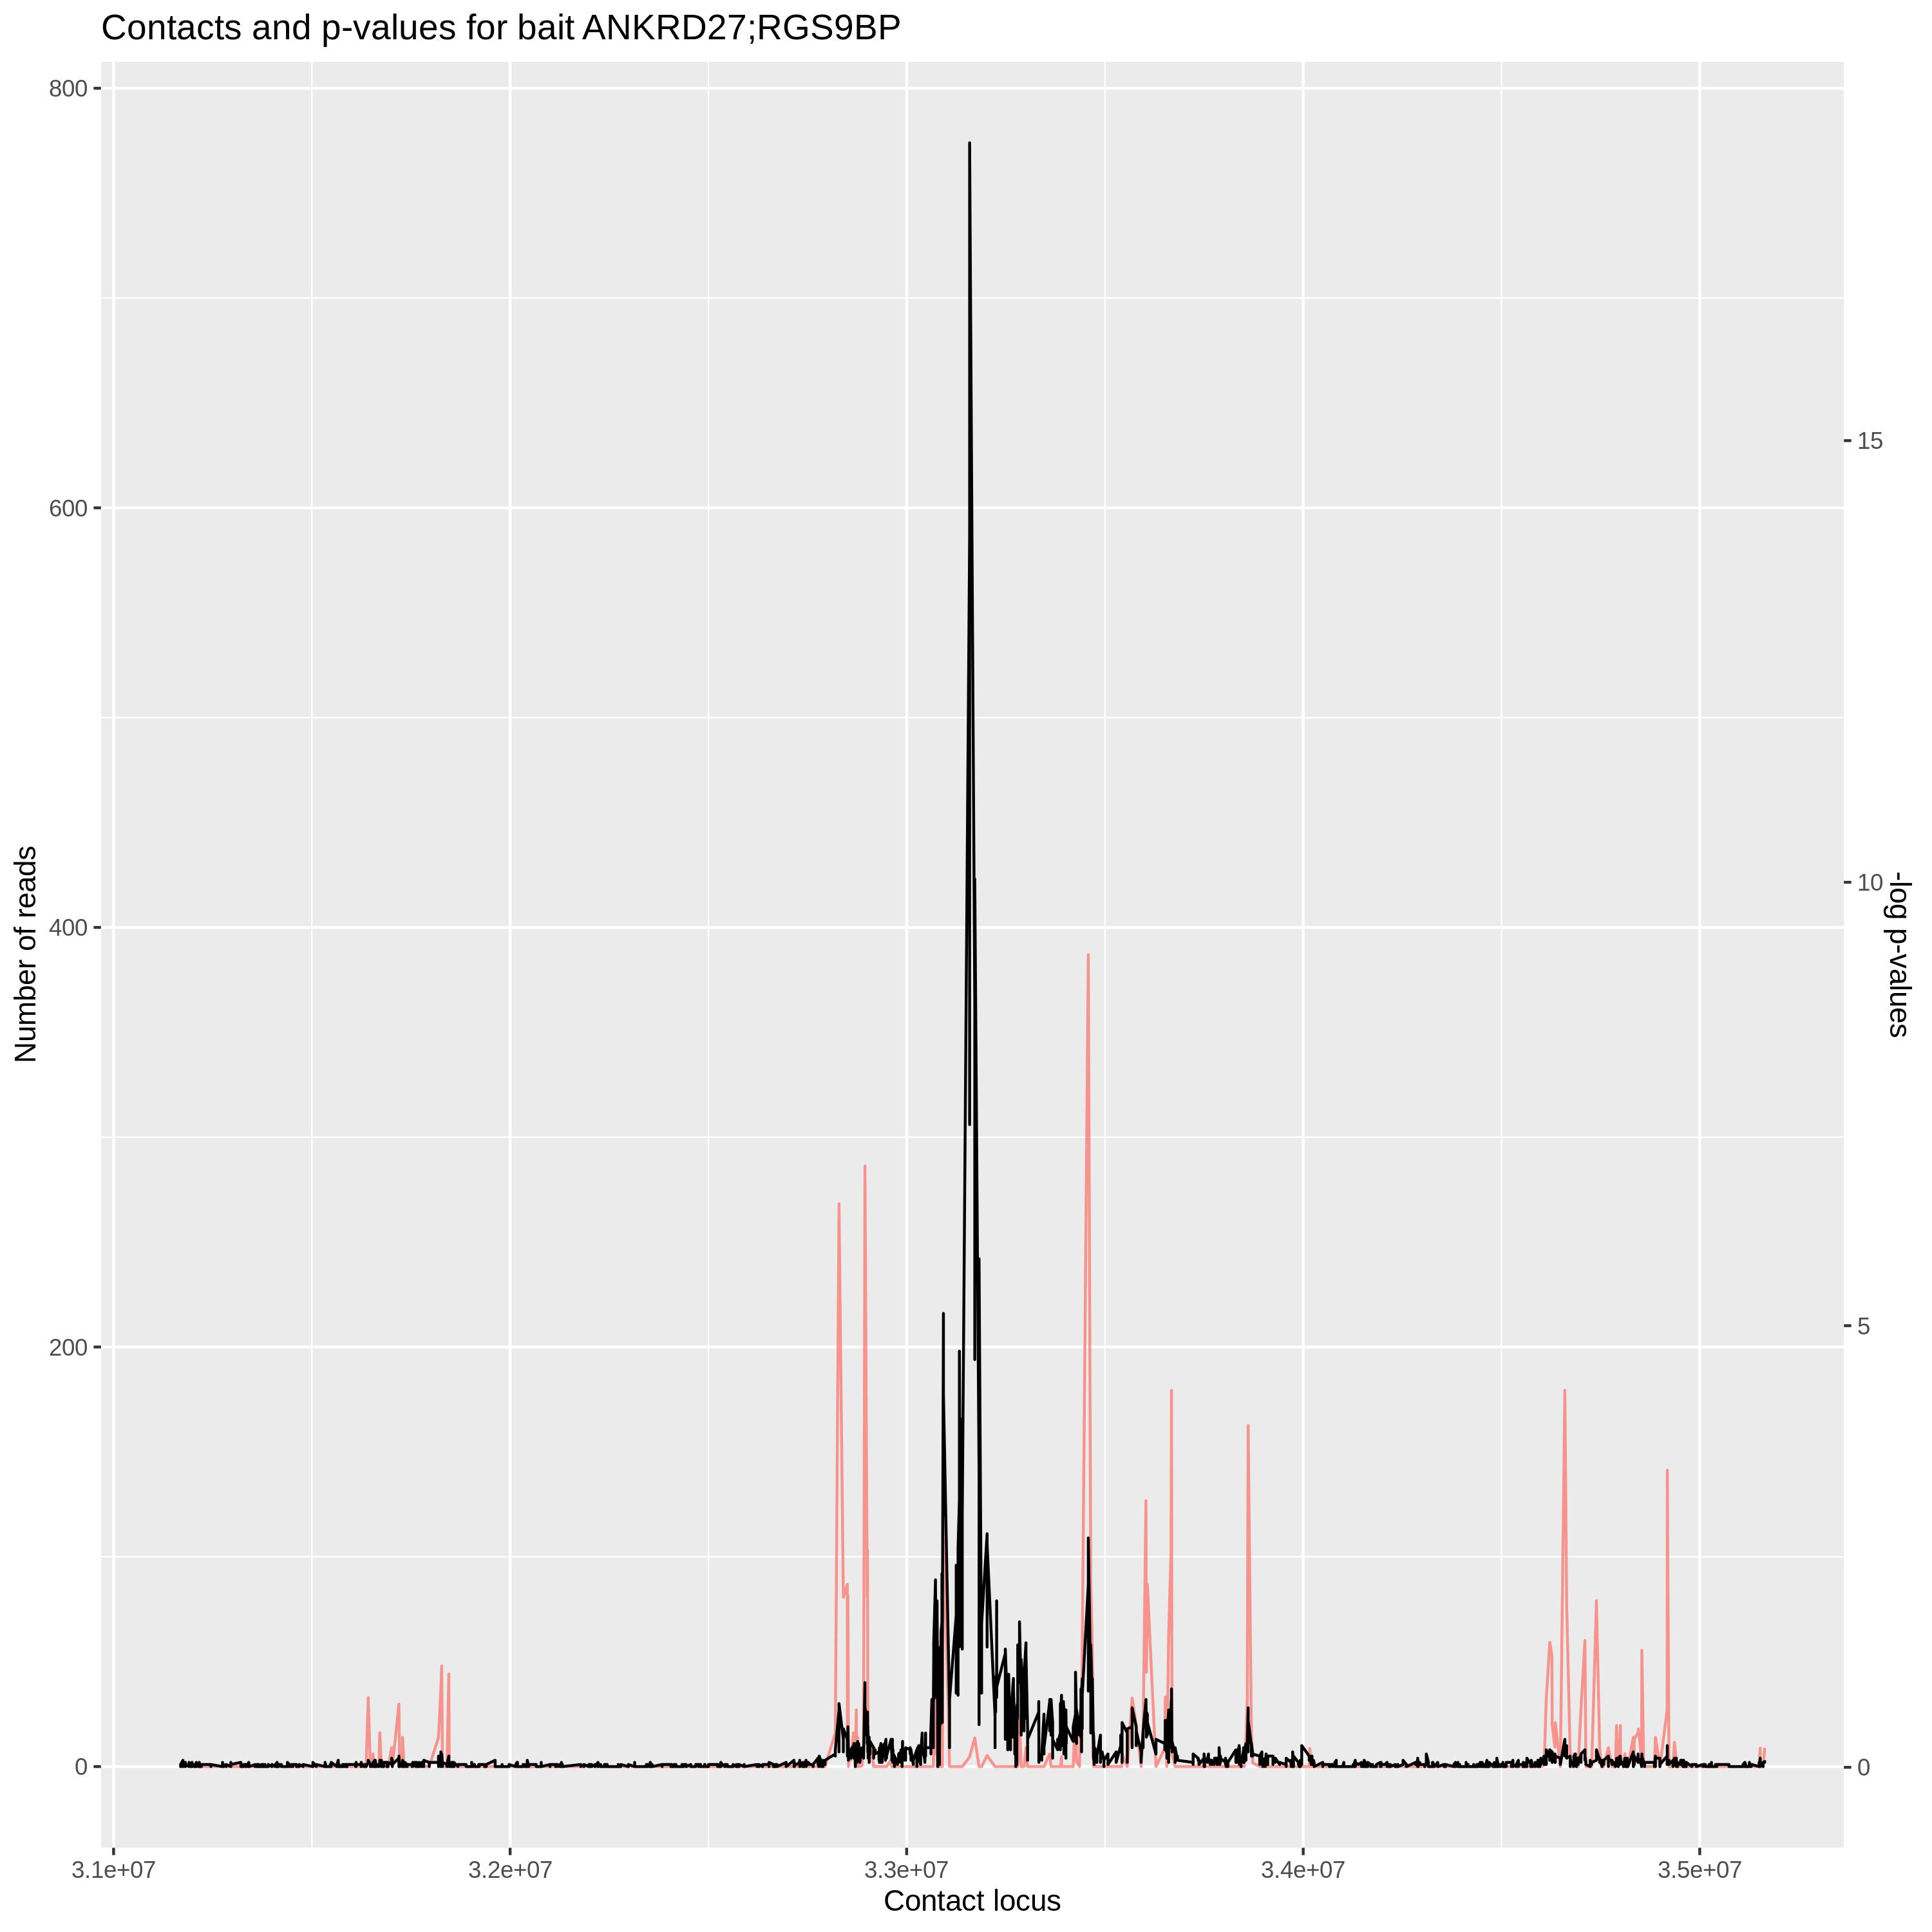 Contacts and p-values for bait ANKRD27;RGS9BP
800
600
400
200
0
Number of reads
15
10
5
0
-log p-values
3.1e+07 3.2e+07 3.3e+07 3.4e+07 3.5e+07
Contact locus